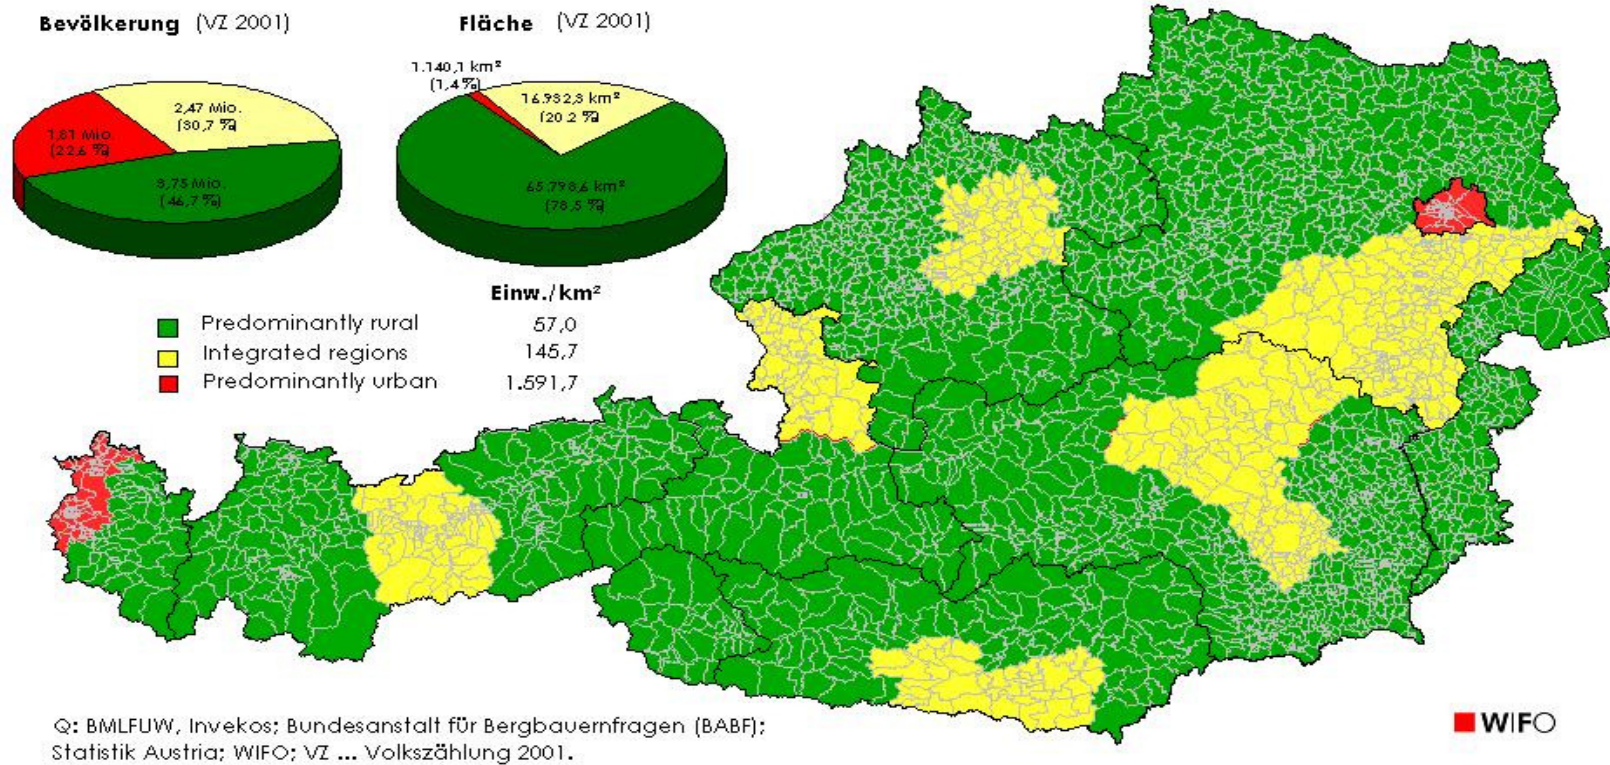 Bevölkerung (VZ 2001)
2,47 Mio.
(30,7 %)
1,81 Mio.
(22,6 %)
3,75 Mio.
(46,7 %)
Fläche (VZ 2001)
1.140,1 km²
(1,4 %)
16.932,3 km²
(20,2 %)
65.798,6 km²
(78,5 %)
Einw./km²
Predominantly rural 57,0
Integrated regions 145,7
Predominantly urban 1.591,7
Q: BMLFUW, Invekos; Bundesanstalt für Bergbauernfragen (BABF);
Statistik Austria; WIFO; VZ ... Volkszählung 2001.
WIFO